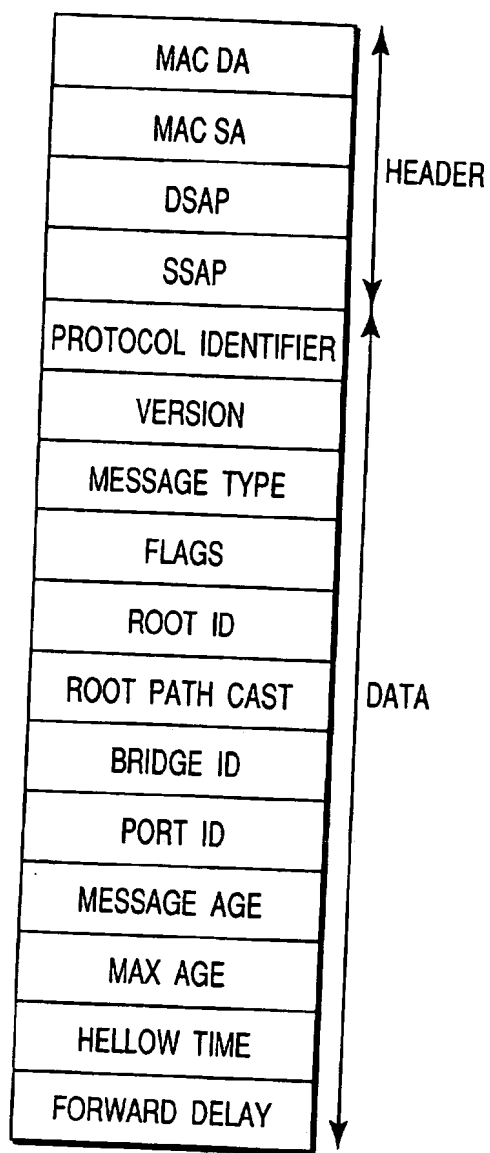 MAC DA
MAC SA
DSAP
SSAP
HEADER
PROTOCOL IDENTIFIER
VERSION
MESSAGE TYPE
FLAGS
ROOT ID
ROOT PATH CAST
BRIDGE ID
PORT ID
MESSAGE AGE
MAX AGE
HELLOW TIME
FORWARD DELAY
DATA